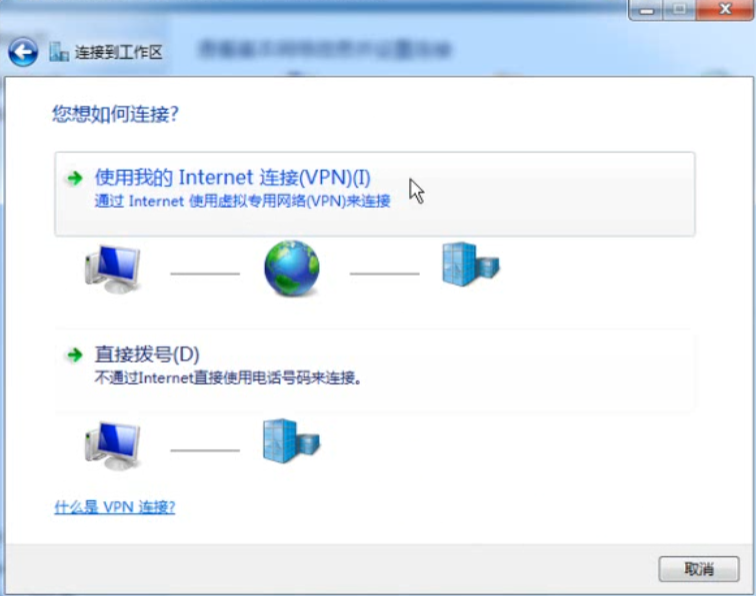 连接到工作区
您想如何连接?
使用我的 Internet 连接(VPN)(I)
通过 Internet 使用虚拟专用网络(VPN)来连接
直接拨号(D)
不通过Internet直接使用电话号码来连接。
什么是 VPN 连接?
取消